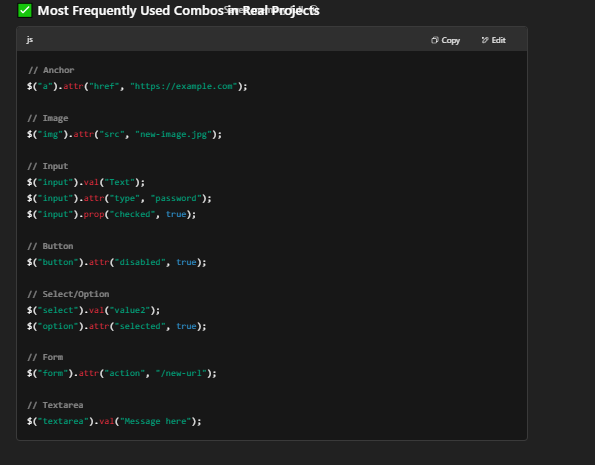 ✅ Most Frequently Used Combos in Real Projects
js
Copy Edit
// Anchor
$("a").attr("href", "https://example.com");
// Image
$("img").attr("src", "new-image.jpg");
// Input
$("input").val("Text");
$("input").attr("type", "password");
$("input").prop("checked", true);
// Button
$("button").attr("disabled", true);
// Select/Option
$("select").val("value2");
$("option").attr("selected", true);
// Form
$("form").attr("action", "/new-url");
// Textarea
$("textarea").val("Message here");